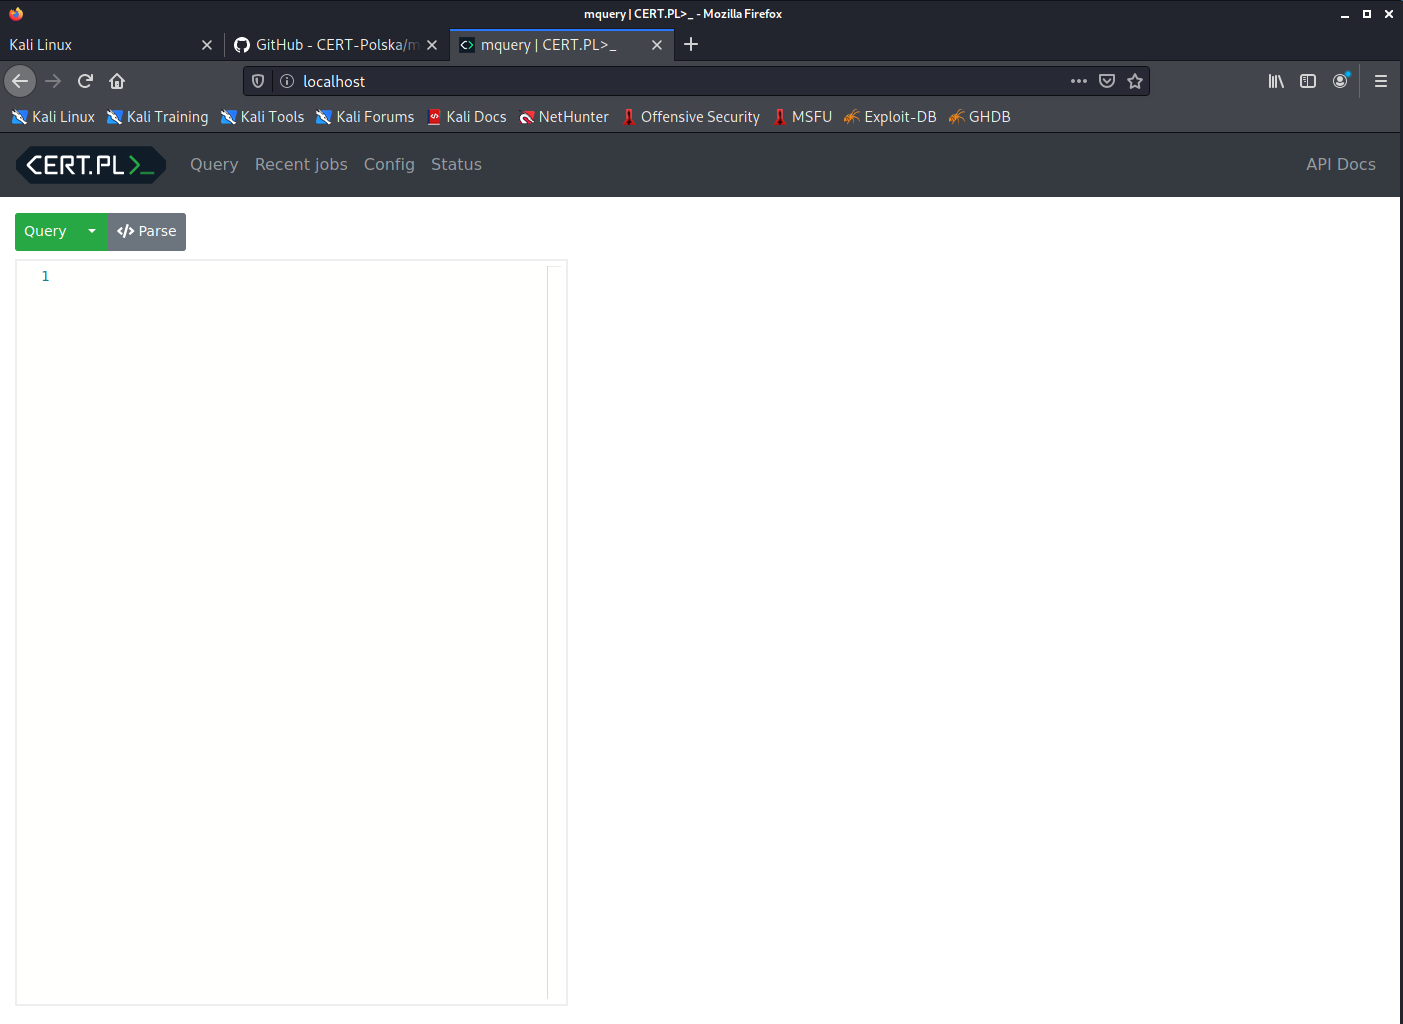 mquery | CERT.PL>_ - Mozilla Firefox
Kali Linux
GitHub - CERT-Polska/m
mquery | CERT.PL>_
localhost
Kali Linux Kali Training Kali Tools Kali Forums Kali Docs NetHunter Offensive Security MSFU Exploit-DB GHDB
CERT.PL>_ Query Recent jobs Config Status API Docs
Query </> Parse
1